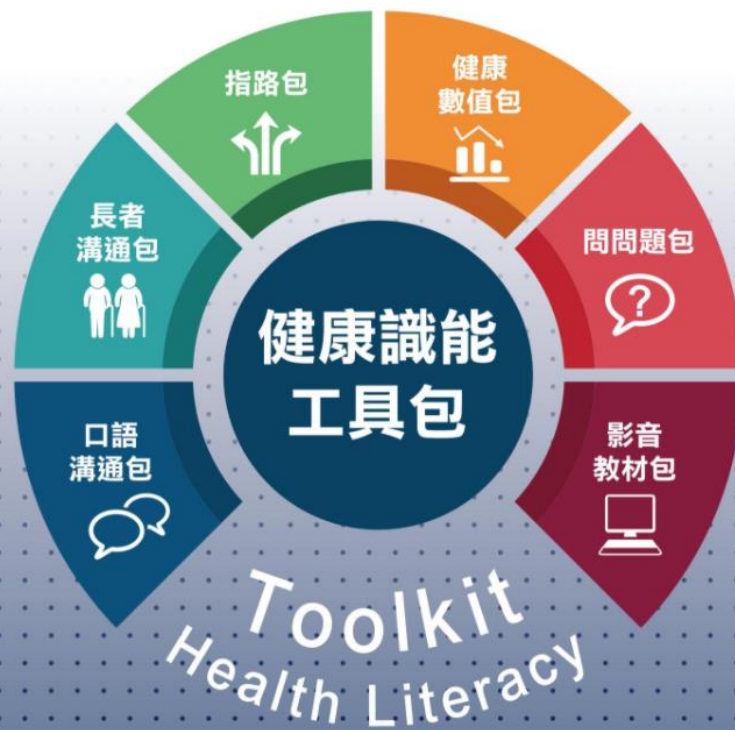 健康識能
工具包
口語
溝通包
長者
溝通包
指路包
健康
數值包
問問題包
?
影音
教材包
Toolkit
Health Literacy